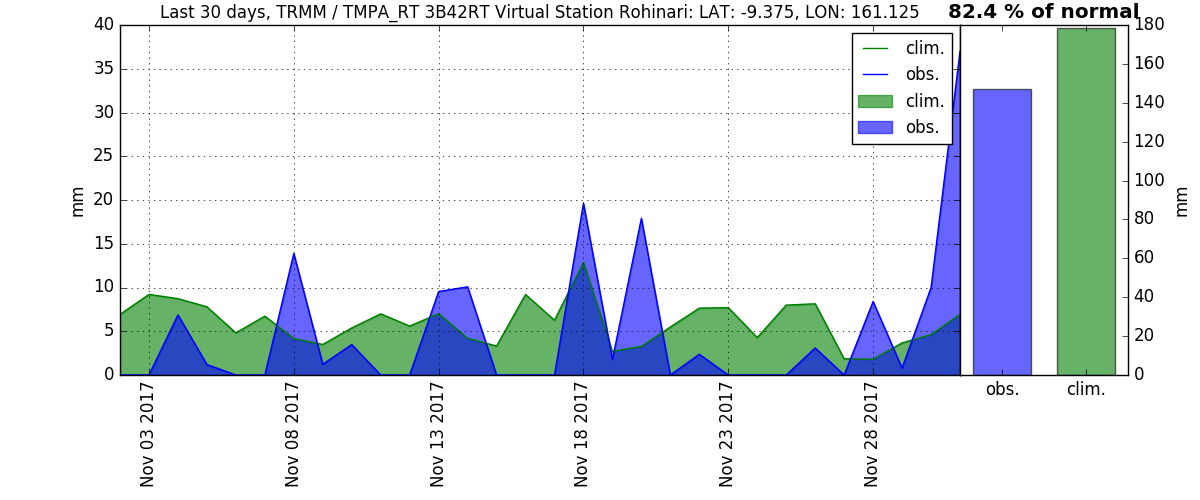 Last 30 days, TRMM / TMPA_RT 3B42RT Virtual Station Rohinari: LAT: -9.375, LON: 161.125
82.4 % of normal
40
35
30
25
20
15
10
5
0
mm
clim.
obs.
clim.
obs.
180
160
140
120
100
80
60
40
20
0
mm
Nov 03 2017
Nov 08 2017
Nov 13 2017
Nov 18 2017
Nov 23 2017
Nov 28 2017
obs.
clim.